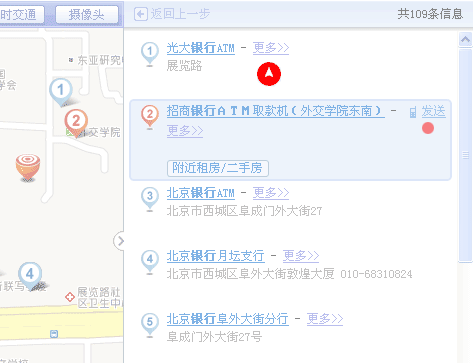 时交通
摄像头
返回上一步
共109条信息
国
学会
东亚研究
1
2
外交学院
4
联写
展览路社
区卫生中
1
光大银行ATM - 更多>>
展览路
2
招商银行ATM取款机（外交学院东南） -
更多>>
发送
附近租房/二手房
3
北京银行ATM - 更多>>
北京市西城区阜成门外大街27
4
北京银行月坛支行 - 更多>>
北京市西城区阜外大街敦煌大厦 010-68310824
5
北京银行阜外大街分行 - 更多>>
阜成门外大街27号